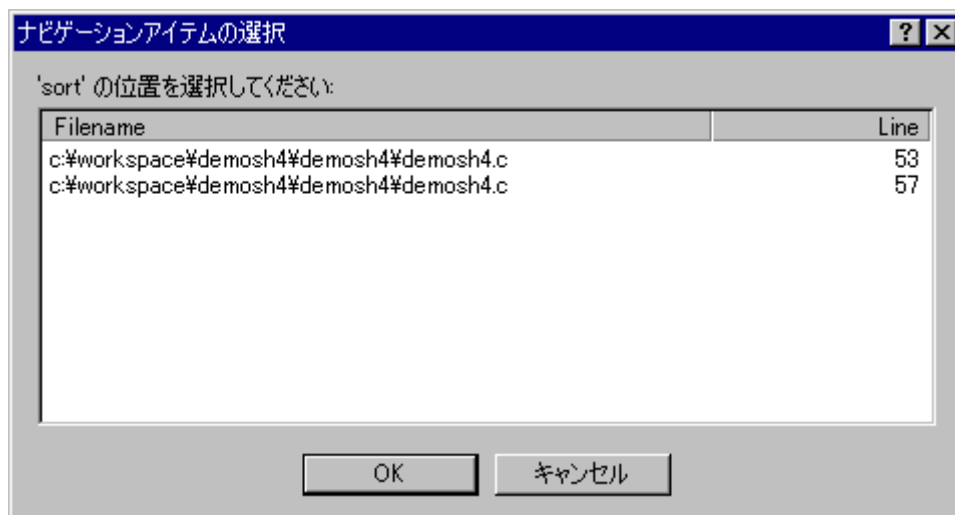 ナビゲーションアイテムの選択
'sort' の位置を選択してください:
Filename Line
c:¥workspace¥demosh4¥demosh4¥demosh4.c 53
c:¥workspace¥demosh4¥demosh4¥demosh4.c 57
OK キャンセル